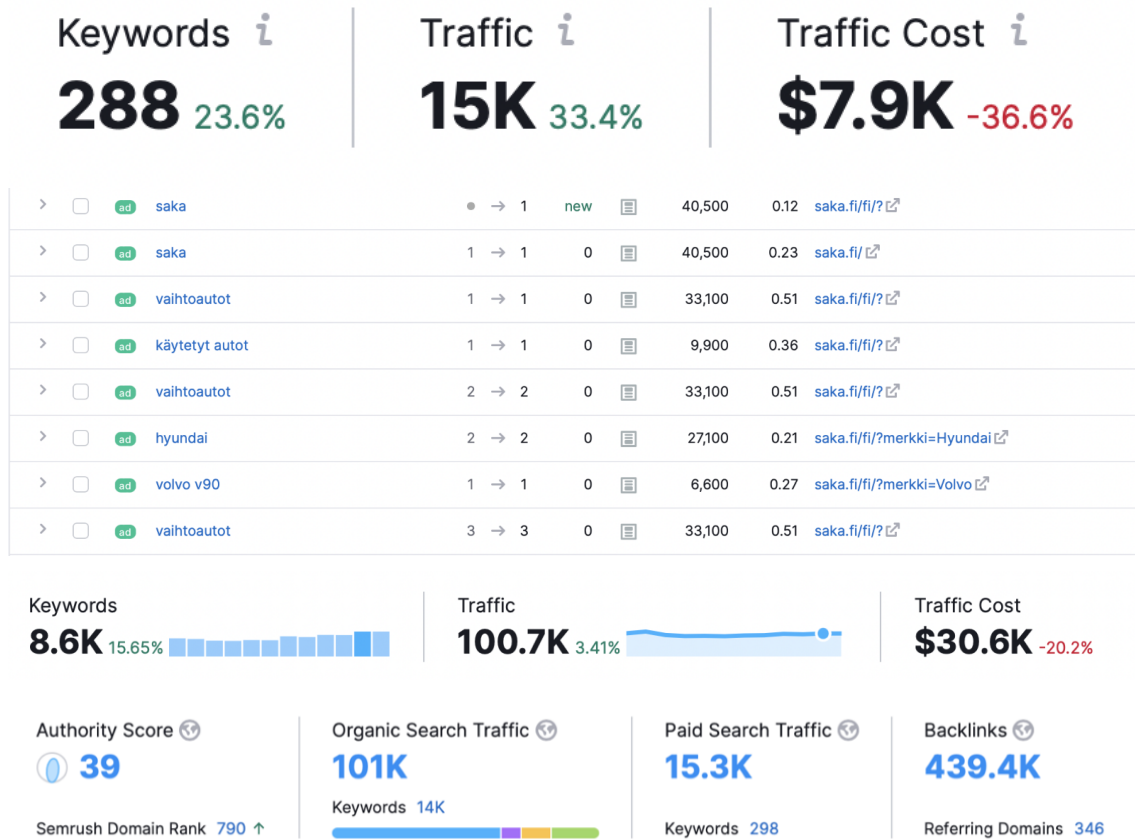 Keywords i Traffic i Traffic Cost i
288 23.6% 15K 33.4% $7.9K -36.6%
ad saka → 1 new 40,500 0.12 saka.fi/fi/?
ad saka 1 → 1 0 40,500 0.23 saka.fi/
ad vaihtoautot 1 → 1 0 33,100 0.51 saka.fi/fi/?
ad käytetyt autot 1 → 1 0 9,900 0.36 saka.fi/fi/?
ad vaihtoautot 2 → 2 0 33,100 0.51 saka.fi/fi/?
ad hyundai 2 → 2 0 27,100 0.21 saka.fi/fi/?merkki=Hyundai
ad volvo v90 1 → 1 0 6,600 0.27 saka.fi/fi/?merkki=Volvo
ad vaihtoautot 3 → 3 0 33,100 0.51 saka.fi/fi/?
Keywords Traffic Traffic Cost
8.6K 15.65% 100.7K 3.41% $30.6K -20.2%
Authority Score Organic Search Traffic Paid Search Traffic Backlinks
39 101K 15.3K 439.4K
Keywords 14K
Semrush Domain Rank 790 ↑ Keywords 298 Referring Domains 346